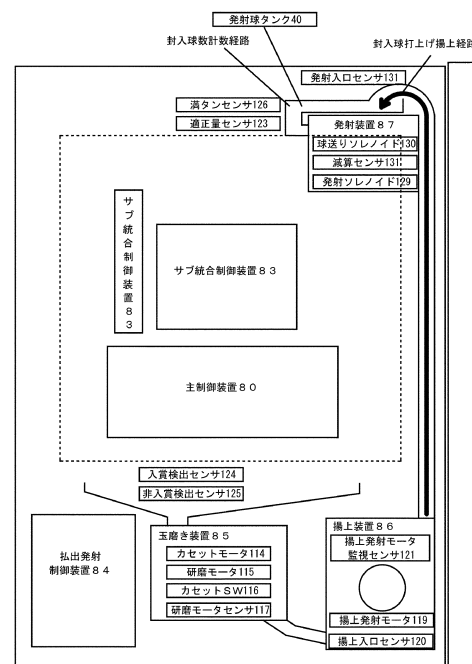 発射球タンク40
封入球数計数経路
封入球打上げ揚上経路
発射入口センサ131
満タンセンサ126
適正量センサ123
発射装置87
球送りソレノイド130
減算センサ131
発射ソレノイド129
サブ統合制御装置83
サブ統合制御装置83
主制御装置80
入賞検出センサ124
非入賞検出センサ125
玉磨き装置85
カセットモータ114
研磨モータ115
カセットSW116
研磨モータセンサ117
払出発射
制御装置84
揚上装置86
揚上発射モータ
監視センサ121
揚上発射モータ119
揚上入口センサ120